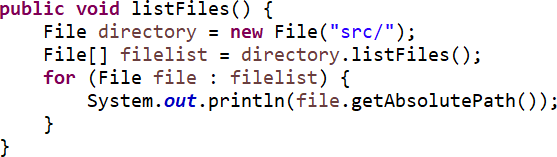 public void listFiles() {
    File directory = new File("src/");
    File[] filelist = directory.listFiles();
    for (File file : filelist) {
        System.out.println(file.getAbsolutePath());
    }
}